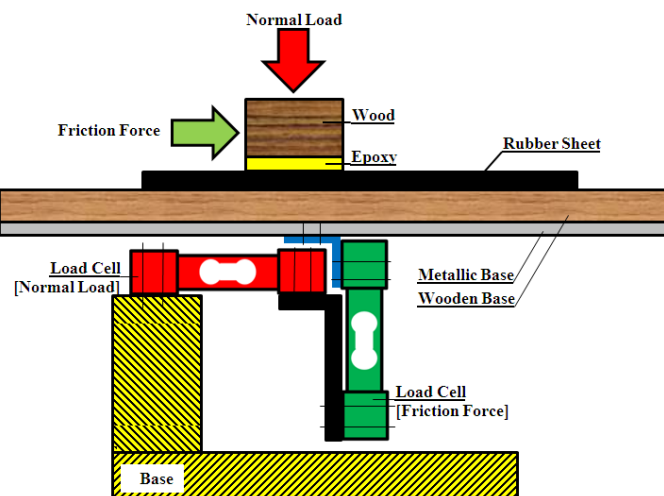 Normal Load
Wood
Friction Force
Epoxy
Rubber Sheet
Load Cell
[Normal Load]
Metallic Base
Wooden Base
Load Cell
[Friction Force]
Base